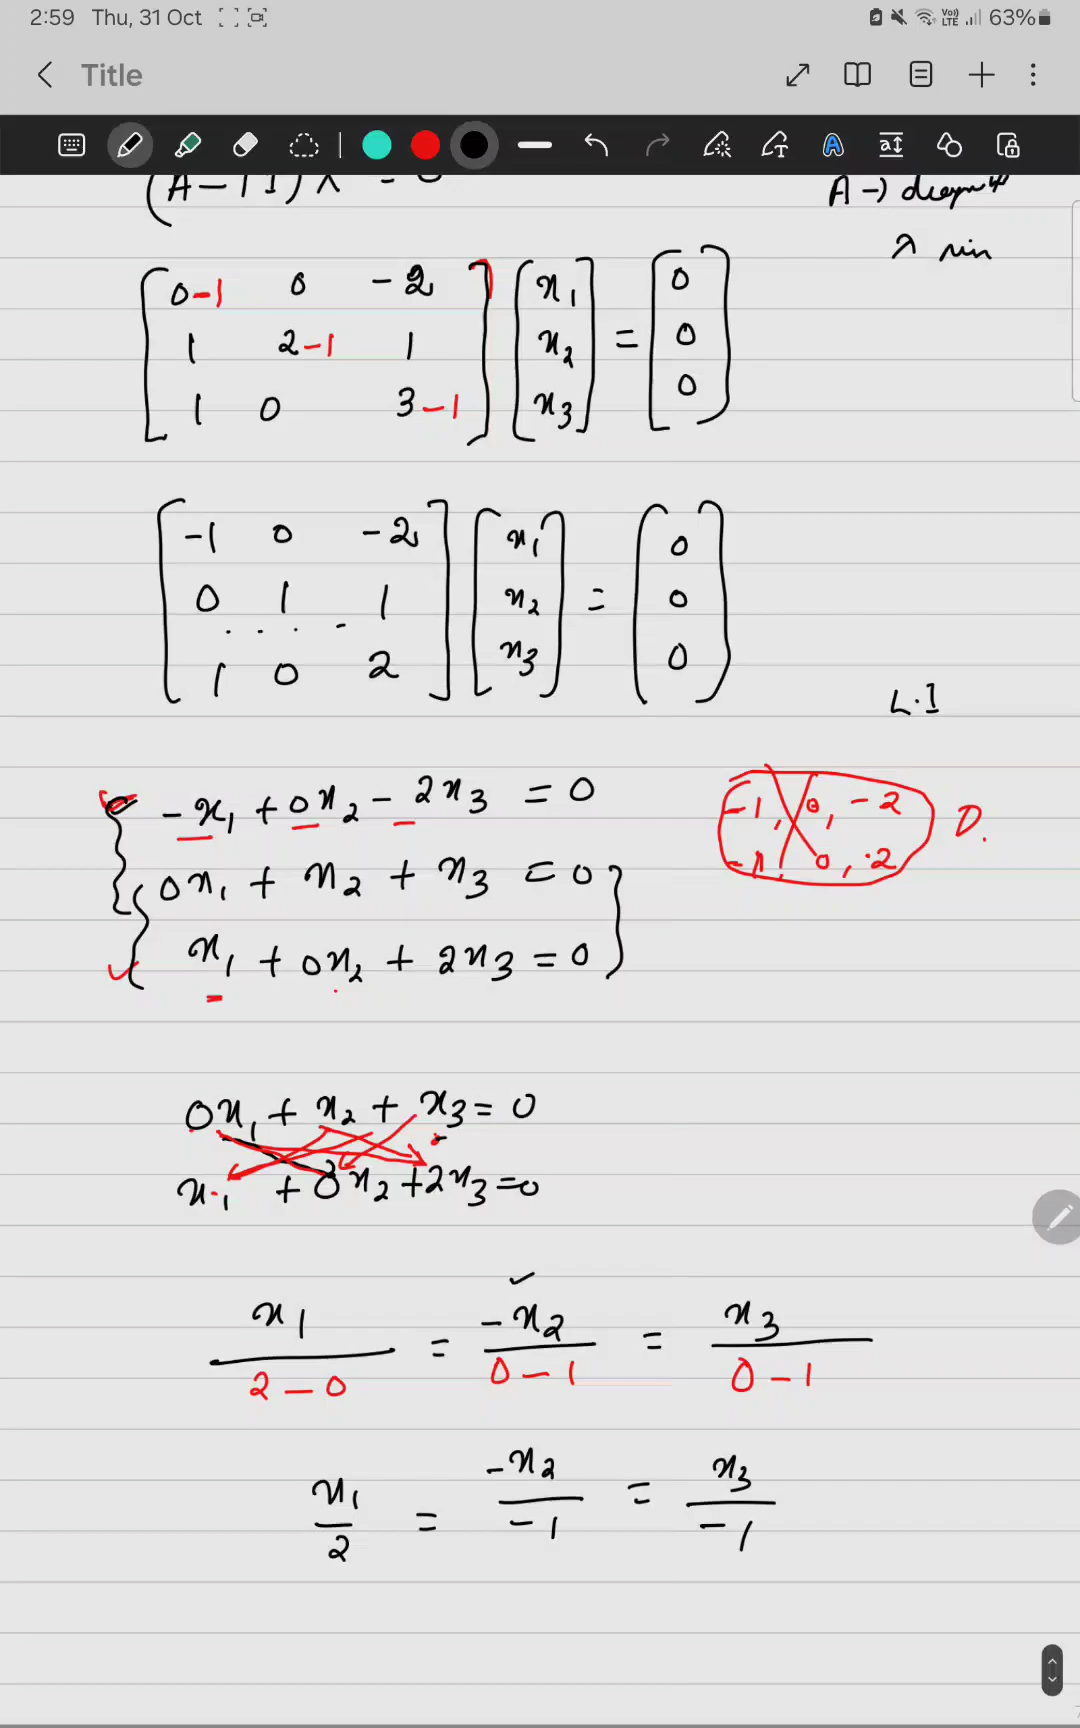 2:59 Thu, 31 Oct 63%
Title
(A-1I)X = 0
A →
λ min
[0-1 0 -2] [x1] = [0]
[1 2-1 1] [x2] = [0]
[1 0 3-1] [x3] = [0]
[-1 0 -2] [x1] = [0]
[0 1 1] [x2] = [0]
[1 0 2] [x3] = [0]
L.I
-x1 + 0x2 - 2x3 = 0
0x1 + x2 + x3 = 0
x1 + 0x2 + 2x3 = 0
-1, 0, -2
-1, 0, -2
D.
0x1 + x2 + x3 = 0
x1 + 0x2 + 2x3 = 0
x1/(2-0) = -x2/(0-1) = x3/(0-1)
x1/2 = -x2/-1 = x3/-1